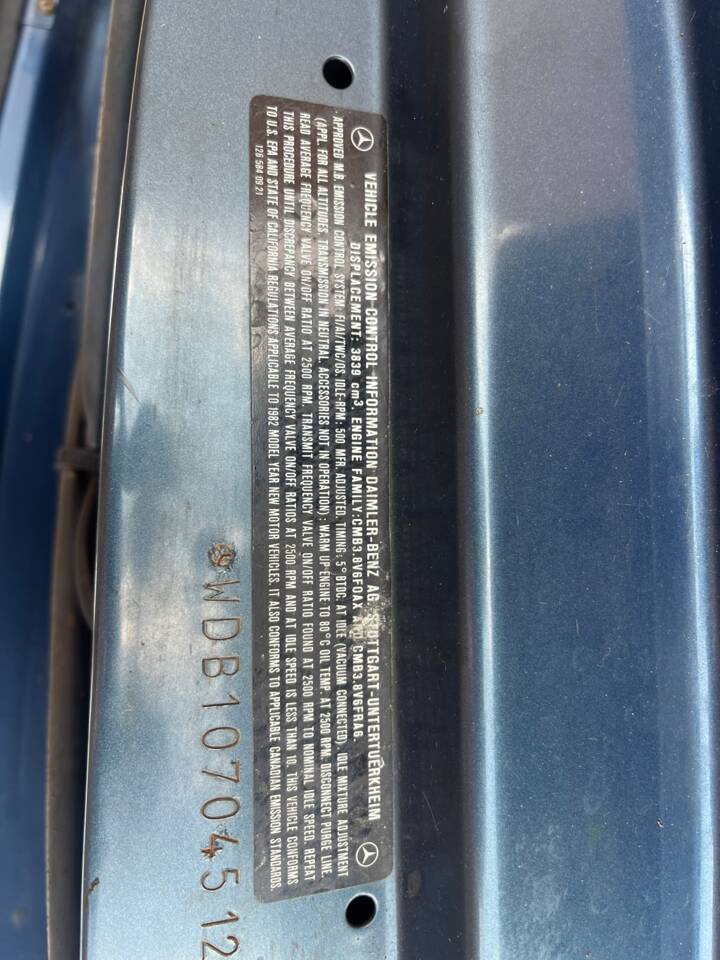 VEHICLE EMISSION CONTROL INFORMATION DAIMLER-BENZ AG. STUTTGART-UNTERTUERKHEIM
DISPLACEMENT: 3839 cm³. ENGINE FAMILY: CMB3.8V6FOAX AND CMB3.8V6FRA6.
APPROVED M.B. EMISSION CONTROL SYSTEM: FI/AI/TWC/OS. IDLE-RPM: 500 MFR. ADJUSTED. TIMING: 5° BTDC. AT IDLE (VACUUM CONNECTED). IDLE MIXTURE ADJUSTMENT
(APPL. FOR ALL ALTITUDES. TRANSMISSION IN NEUTRAL, ACCESSORIES NOT IN OPERATION): WARM UP-ENGINE TO 80°C OIL TEMP. AT 2500 RPM. DISCONNECT PURGE LINE.
READ AVERAGE FREQUENCY VALVE ON/OFF RATIO AT 2500 RPM. TRANSMIT FREQUENCY VALVE ON/OFF RATIO FOUND AT 2500 RPM TO NOMINAL IDLE SPEED. REPEAT
THIS PROCEDURE UNTIL DISCREPANCY BETWEEN AVERAGE FREQUENCY VALVE ON/OFF RATIOS AT 2500 RPM AND AT IDLE SPEED IS LESS THAN 10. THIS VEHICLE CONFORMS
TO U.S. EPA AND STATE OF CALIFORNIA REGULATIONS APPLICABLE TO 1982 MODEL YEAR NEW MOTOR VEHICLES. IT ALSO CONFORMS TO APPLICABLE CANADIAN EMISSION STANDARDS.
126 584 09 21
WDB10704512